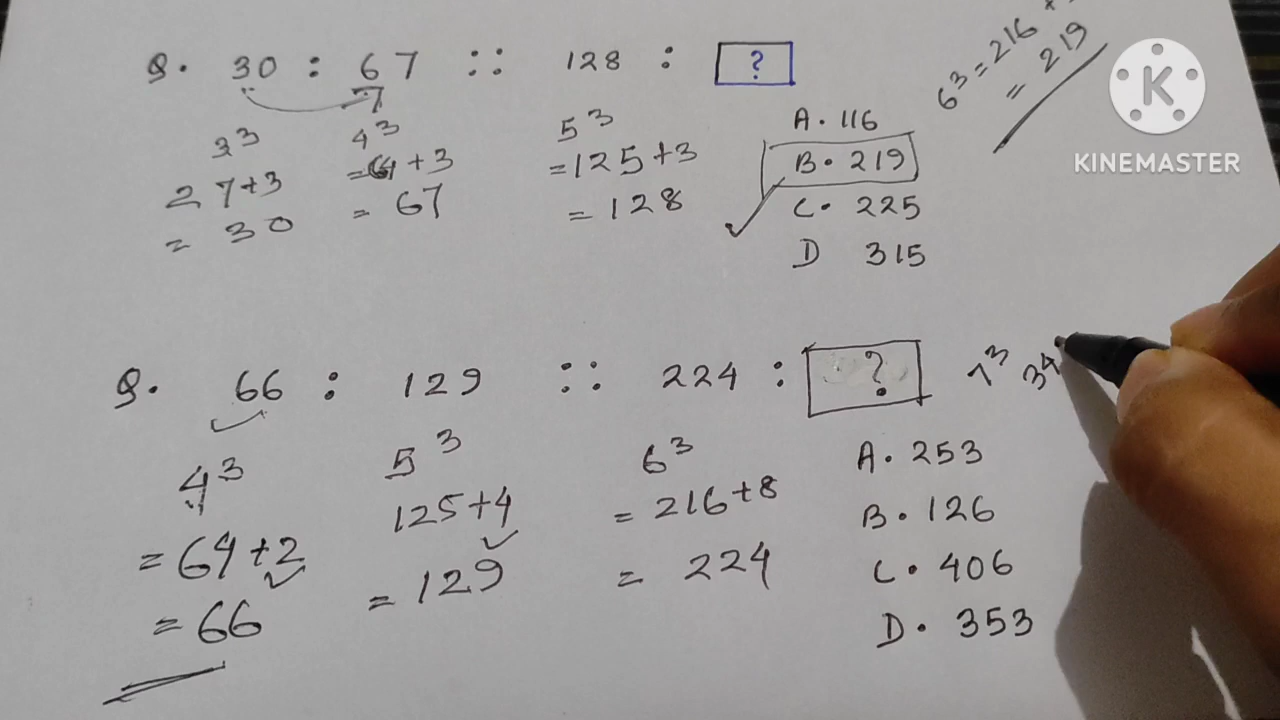 Q. 30 : 67 :: 128 : ?
7
3³
27+3
= 30
4³
=64+3
= 67
5³
=125+3
= 128
A. 116
B. 219
C. 225
D 315
6³ = 216 +
= 219
KINEMASTER
Q. 66 : 129 :: 224 : ?
7³
34
4³
=64+2
=66
5³
125+4
=129
6³
=216+8
= 224
A. 253
B. 126
C. 406
D. 353